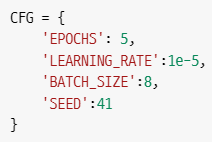 CFG = {
    'EPOCHS': 5,
    'LEARNING_RATE':1e-5,
    'BATCH_SIZE':8,
    'SEED':41
}